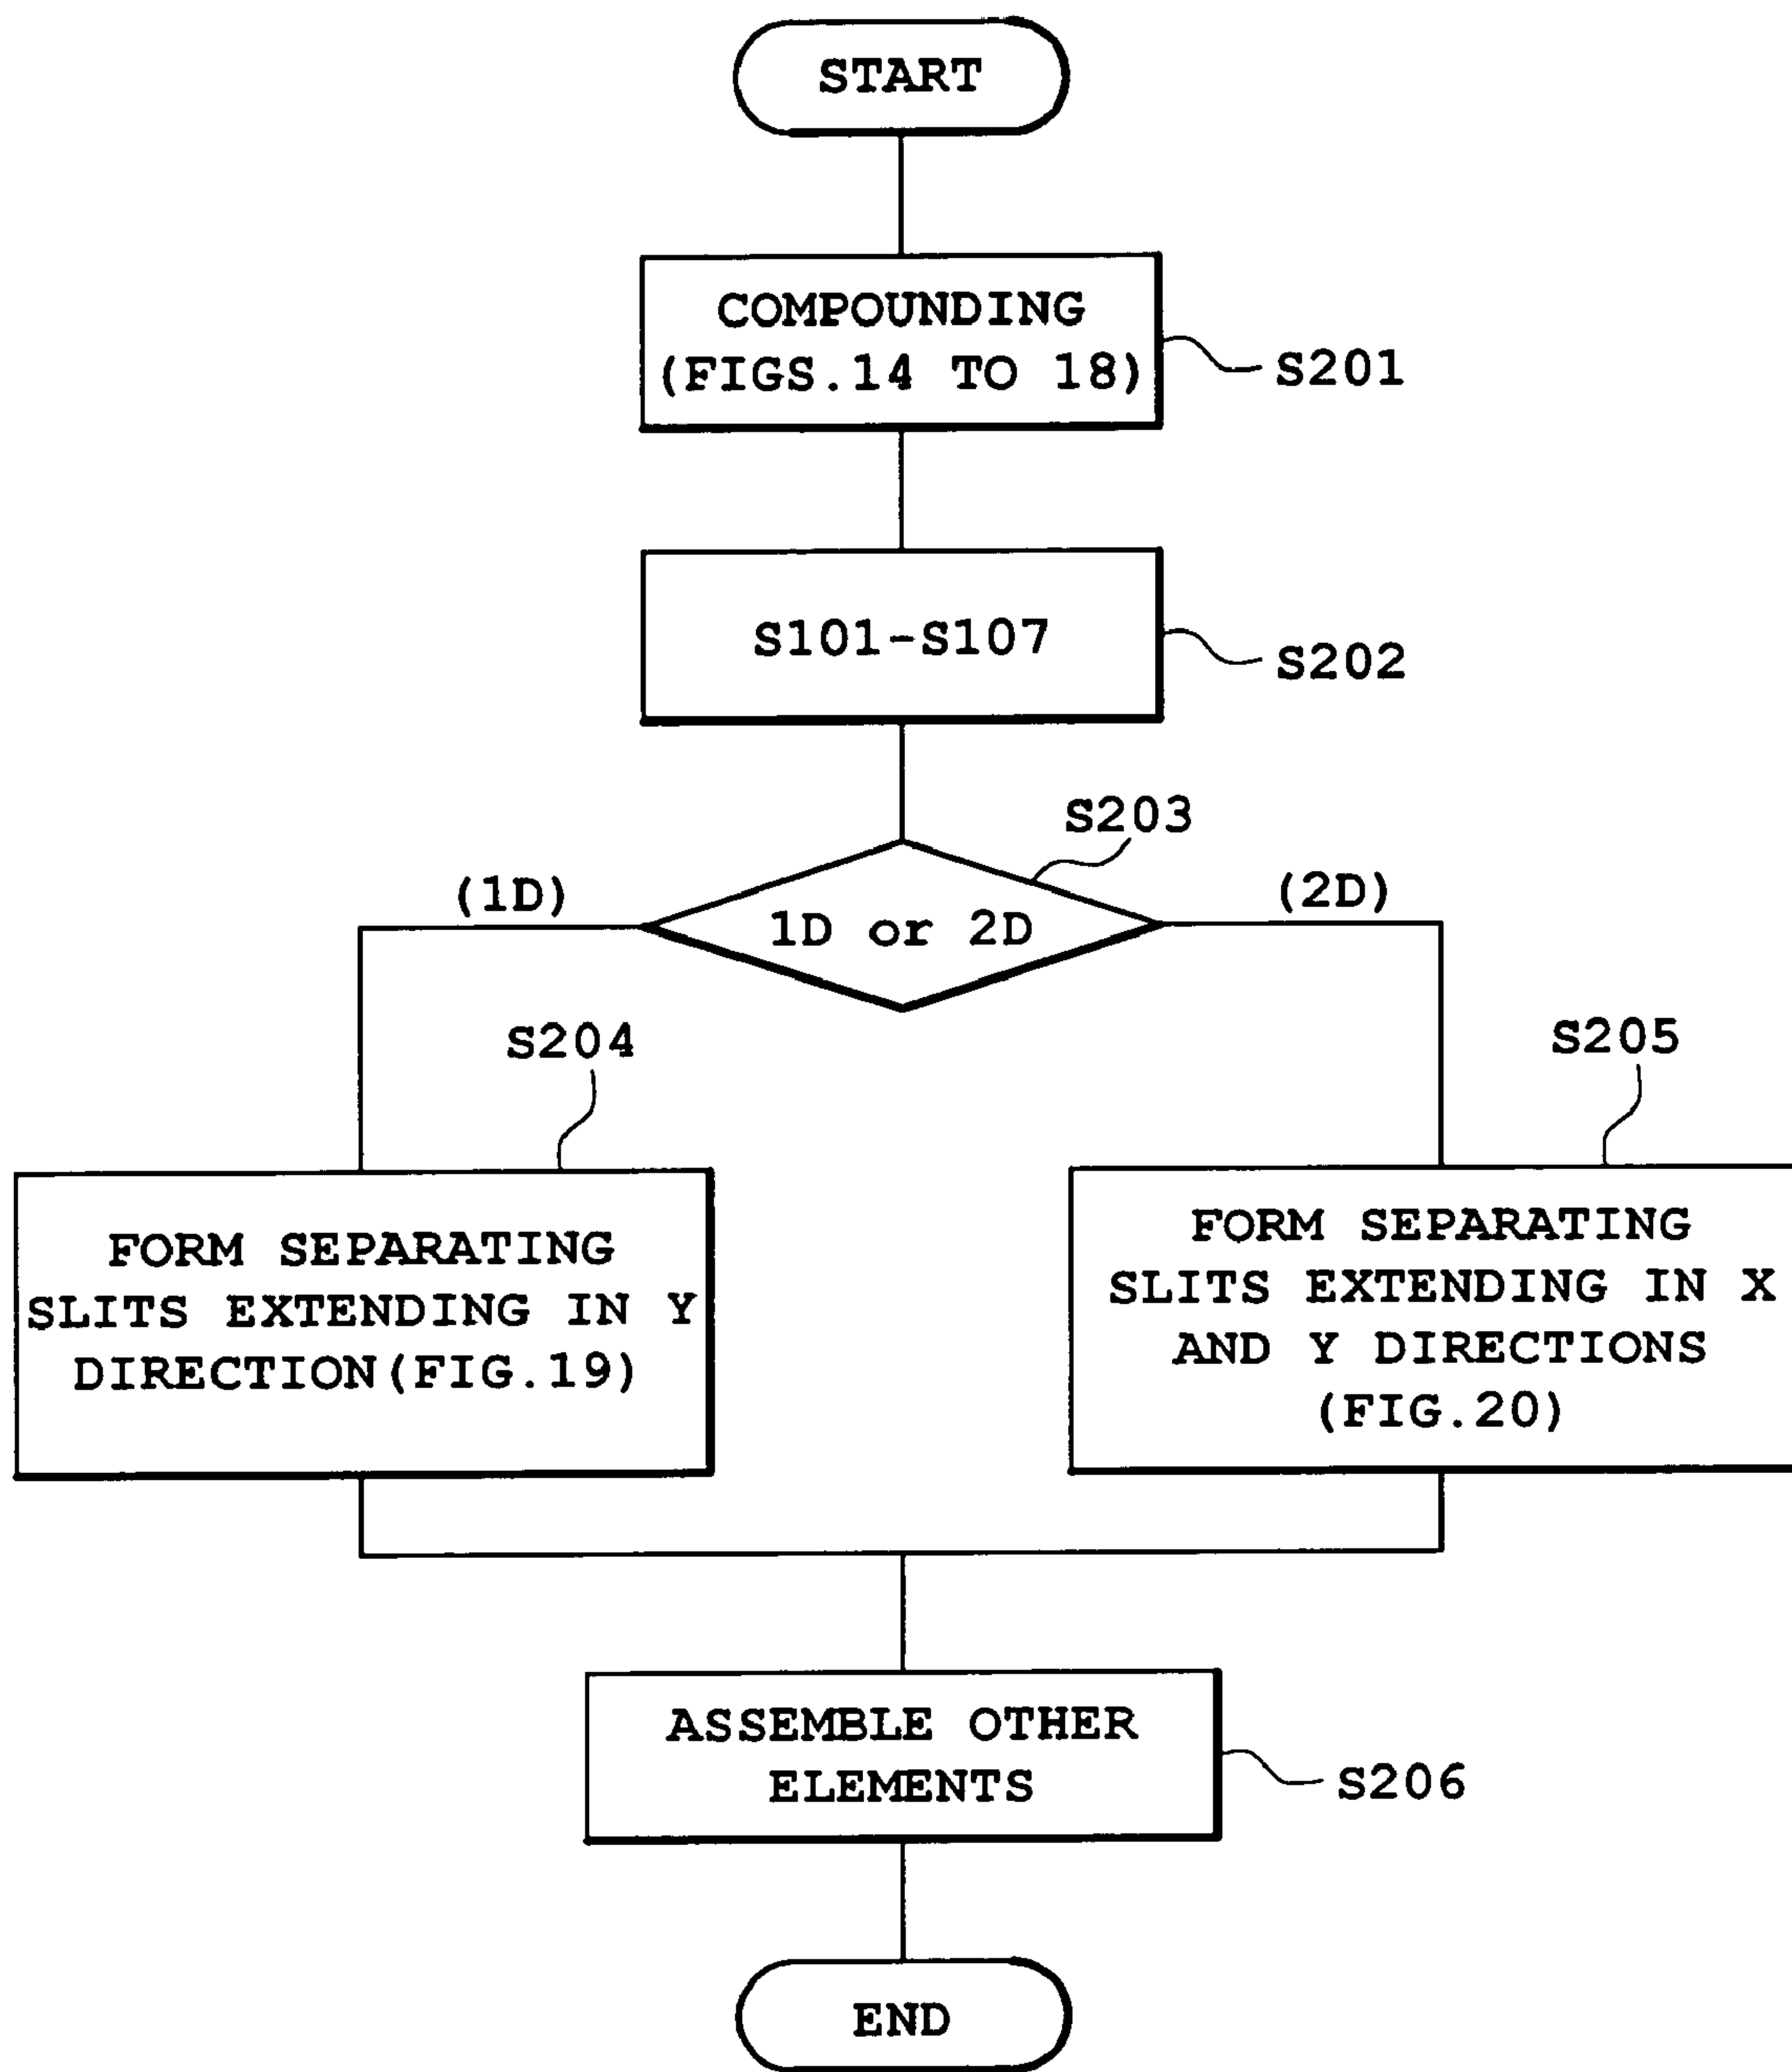 START
COMPOUNDING
(FIGS.14 TO 18)
S201
S101-S107
S202
S203
(1D)
1D or 2D
(2D)
S204
S205
FORM SEPARATING
SLITS EXTENDING IN Y
DIRECTION(FIG.19)
FORM SEPARATING
SLITS EXTENDING IN X
AND Y DIRECTIONS
(FIG.20)
ASSEMBLE OTHER
ELEMENTS
S206
END